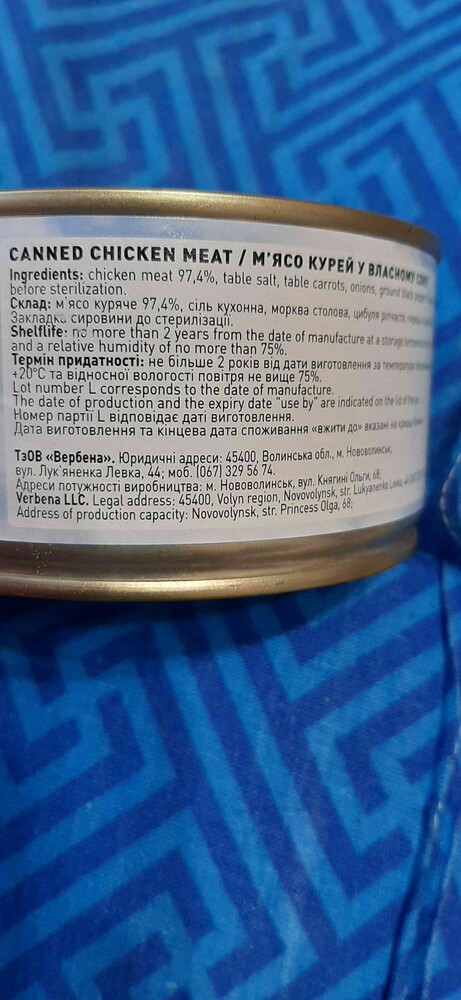 CANNED CHICKEN MEAT / М'ЯСО КУРЕЙ У ВЛАСНОМУ СОКУ
Ingredients: chicken meat 97,4%, table salt, table carrots, onions, ground black
before sterilization.
Склад: м'ясо куряче 97,4%, сіль кухонна, морква столова, цибуля ріпчаста,
Закладка сировини до стерилізації.
Shelflife: no more than 2 years from the date of manufacture at a storage temperature
and a relative humidity of no more than 75%.
Термін придатності: не більше 2 років від дати виготовлення за температури
+20°С та відносної вологості повітря не вище 75%.
Lot number L corresponds to the date of manufacture.
The date of production and the expiry date "use by" are indicated on the lid of the
Номер партії L відповідає даті виготовлення.
Дата виготовлення та кінцева дата споживання «вжити до» вказані на кришці
ТзОВ «Вербена». Юридичні адреси: 45400, Волинська обл., м. Нововолинськ,
вул. Лук'яненка Левка, 44; моб. (067) 329 56 74.
Адреси потужності виробництва: м. Нововолинськ, вул. Княгині Ольги, 68;
Verbena LLC. Legal address: 45400, Volyn region, Novovolynsk, str. Lukyanenko Levka,
Address of production capacity: Novovolynsk, str. Princess Olga, 68;